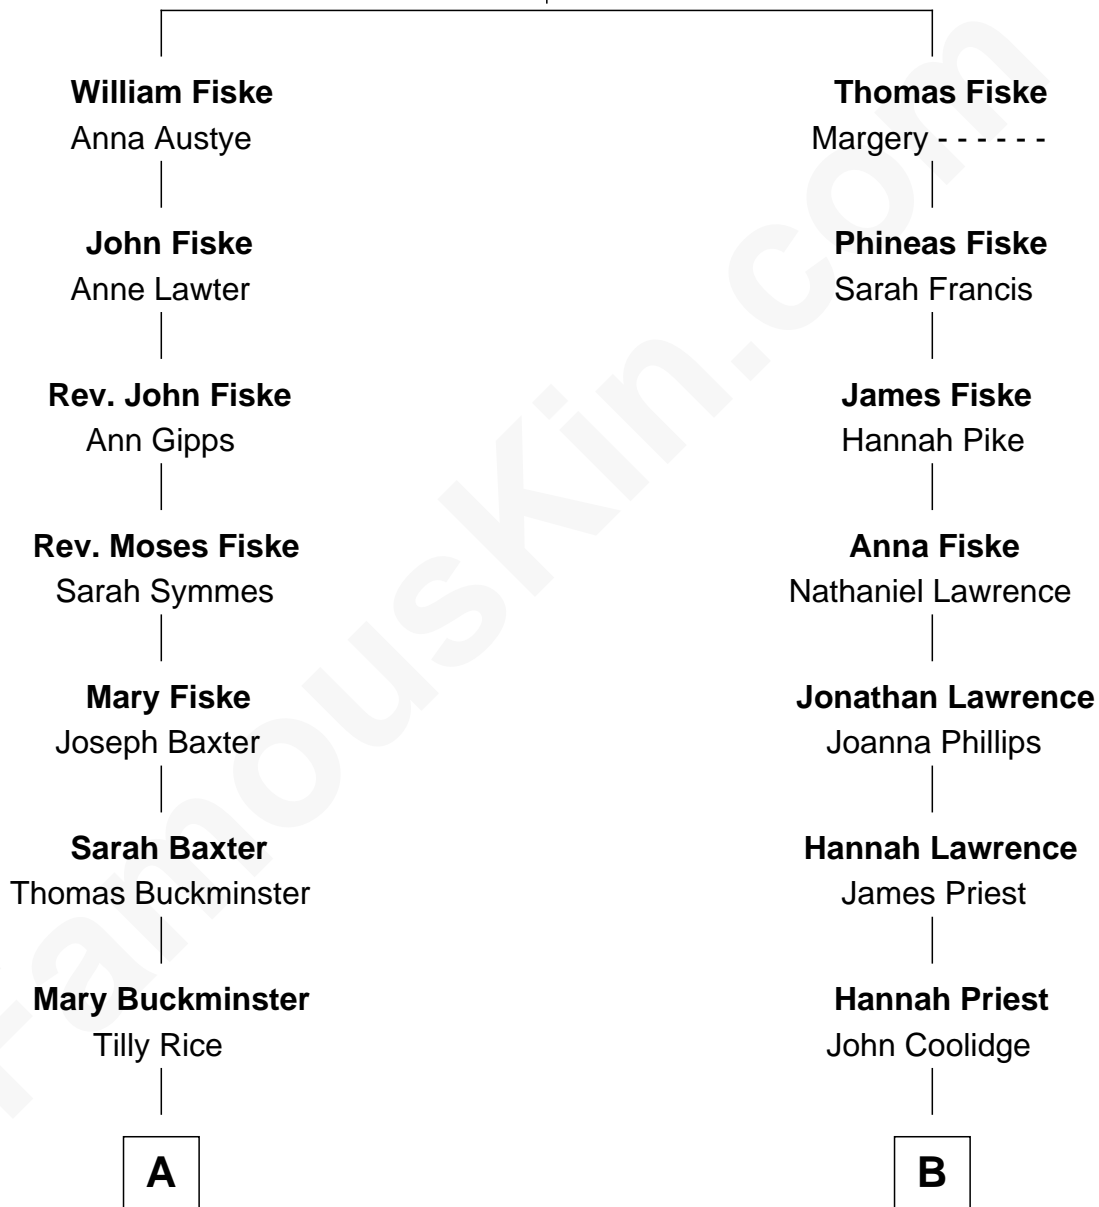 William Fiske
Anna Austye
John Fiske
Anne Lawter
Rev. John Fiske
Ann Gipps
Rev. Moses Fiske
Sarah Symmes
Mary Fiske
Joseph Baxter
Sarah Baxter
Thomas Buckminster
Mary Buckminster
Tilly Rice
A
Thomas Fiske
Margery - - - - - -
Phineas Fiske
Sarah Francis
James Fiske
Hannah Pike
Anna Fiske
Nathaniel Lawrence
Jonathan Lawrence
Joanna Phillips
Hannah Lawrence
James Priest
Hannah Priest
John Coolidge
B
FamousKin.com